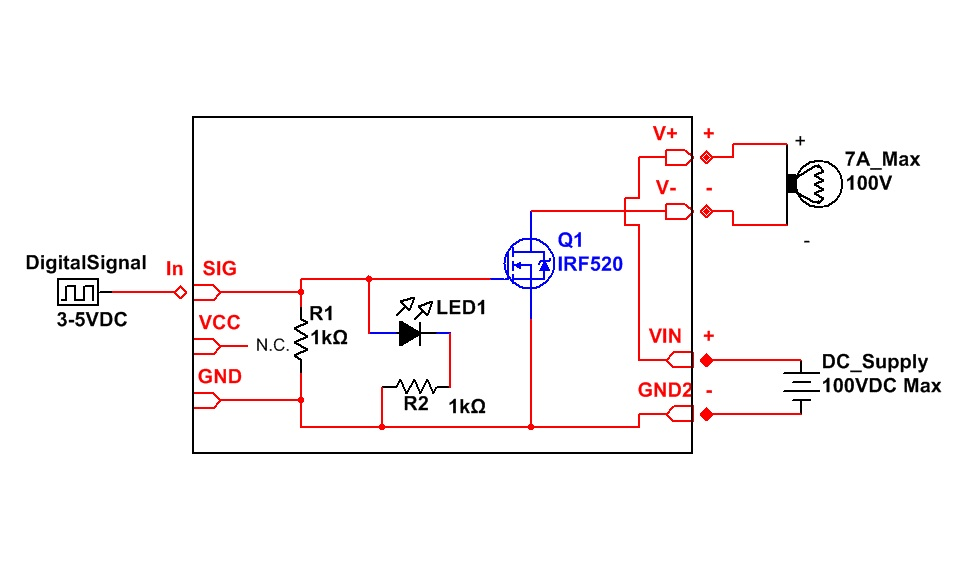 V+ +
+
7A_Max
100V
V- -
-
Q1
IRF520
DigitalSignal
In SIG
3-5VDC
VCC
N.C.
R1
1kΩ
LED1
GND
VIN +
DC_Supply
100VDC Max
GND2 -
R2 1kΩ